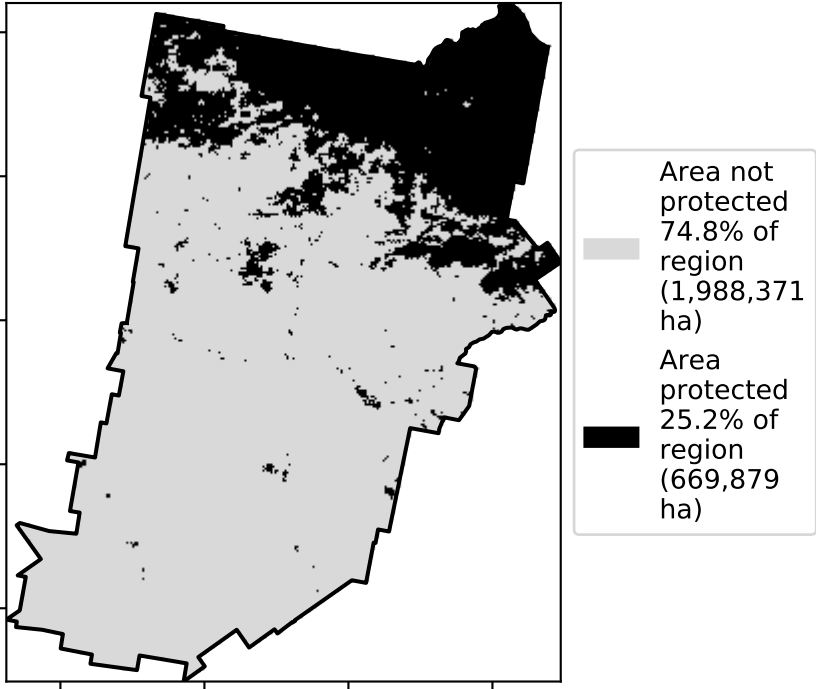 Area not
protected
74.8% of
region
(1,988,371
ha)
Area
protected
25.2% of
region
(669,879
ha)